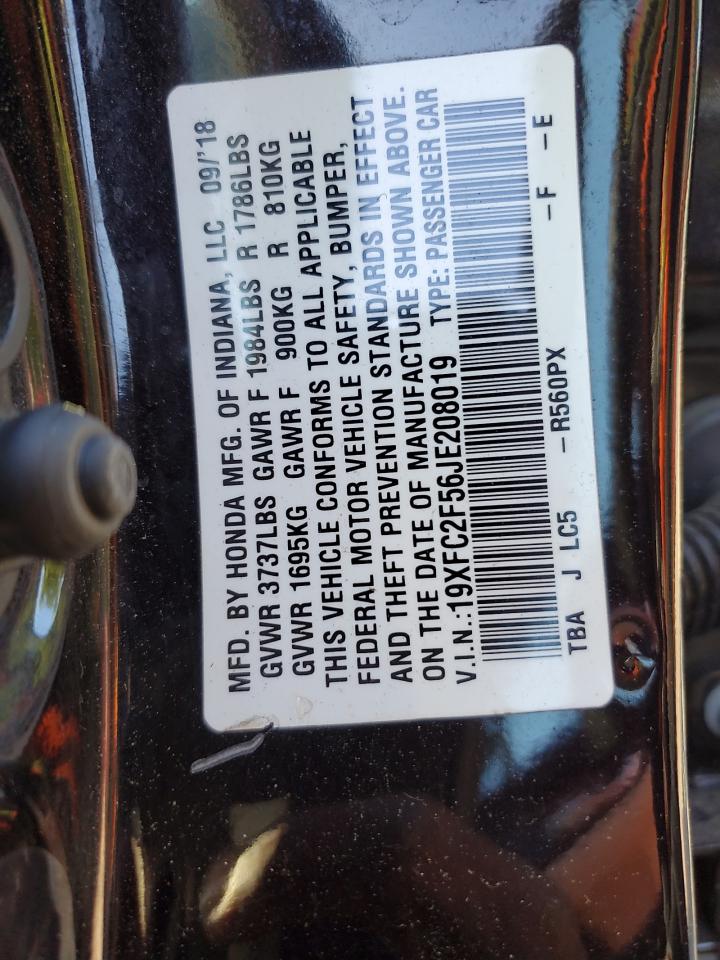 MFD. BY HONDA MFG. OF INDIANA, LLC 09/'18
GVWR 3737LBS GAWR F 1984LBS R 1786LBS
GVWR 1695KG GAWR F 900KG R 810KG
THIS VEHICLE CONFORMS TO ALL APPLICABLE
FEDERAL MOTOR VEHICLE SAFETY, BUMPER,
AND THEFT PREVENTION STANDARDS IN EFFECT
ON THE DATE OF MANUFACTURE SHOWN ABOVE.
V.I.N.:19XFC2F56JE208019 TYPE: PASSENGER CAR
TBA J LC5 -R560PX -F -E